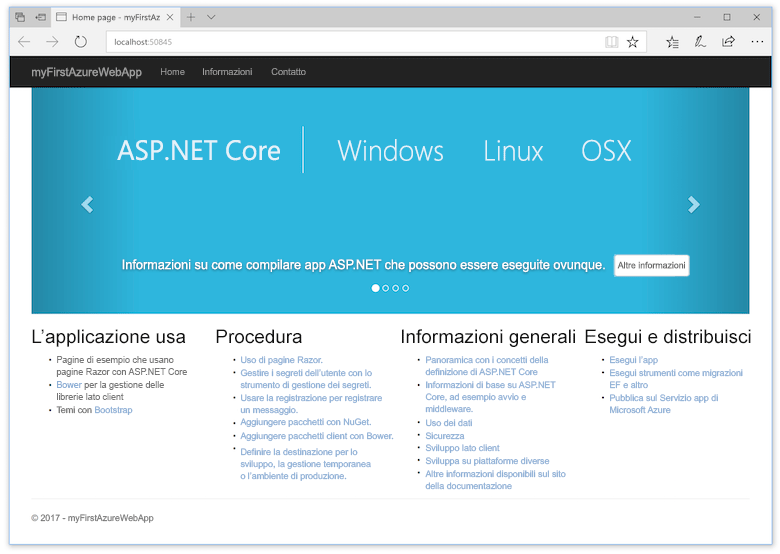 Home page - myFirstAz
localhost:50845
myFirstAzureWebApp Home Informazioni Contatto
ASP.NET Core Windows Linux OSX
Informazioni su come compilare app ASP.NET che possono essere eseguite ovunque. Altre informazioni
L'applicazione usa
Pagine di esempio che usano
pagine Razor con ASP.NET Core
Bower per la gestione delle
librerie lato client
Temi con Bootstrap
Procedura
Uso di pagine Razor.
Gestire i segreti dell'utente con lo
strumento di gestione dei segreti.
Usare la registrazione per registrare
un messaggio.
Aggiungere pacchetti con NuGet.
Aggiungere pacchetti client con Bower.
Definire la destinazione per lo
sviluppo, la gestione temporanea
o l'ambiente di produzione.
Informazioni generali
Panoramica con i concetti della
definizione di ASP.NET Core
Informazioni di base su ASP.NET
Core, ad esempio avvio e
middleware.
Uso dei dati
Sicurezza
Sviluppo lato client
Sviluppa su piattaforme diverse
Altre informazioni disponibili sul sito
della documentazione
Esegui e distribuisci
Esegui l'app
Esegui strumenti come migrazioni
EF e altro
Pubblica sul Servizio app di
Microsoft Azure
© 2017 - myFirstAzureWebApp